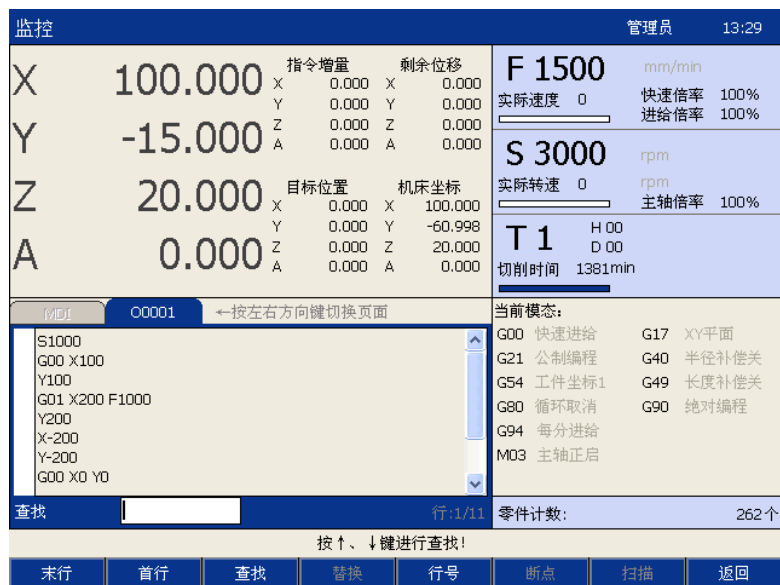 监控 管理员 13:29
X 100.000
Y -15.000
Z 20.000
A 0.000
指令增量
X 0.000
Y 0.000
Z 0.000
A 0.000
剩余位移
X 0.000
Y 0.000
Z 0.000
A 0.000
目标位置
X 0.000
Y 0.000
Z 0.000
A 0.000
机床坐标
X 100.000
Y -60.998
Z 20.000
A 0.000
F 1500 mm/min
实际速度 0
快速倍率 100%
进给倍率 100%
S 3000 rpm
实际转速 0 rpm
主轴倍率 100%
T 1 H 00
D 00
切削时间 1381min
MDI O0001 ←按左右方向键切换页面
S1000
G00 X100
Y100
G01 X200 F1000
Y200
X-200
Y-200
G00 X0 Y0
查找 行:1/11
当前模态:
G00 快速进给 G17 XY平面
G21 公制编程 G40 半径补偿关
G54 工件坐标1 G49 长度补偿关
G80 循环取消 G90 绝对编程
G94 每分进给
M03 主轴正启
零件计数: 262个
按↑、↓键进行查找!
末行 首行 查找 替换 行号 断点 扫描 返回